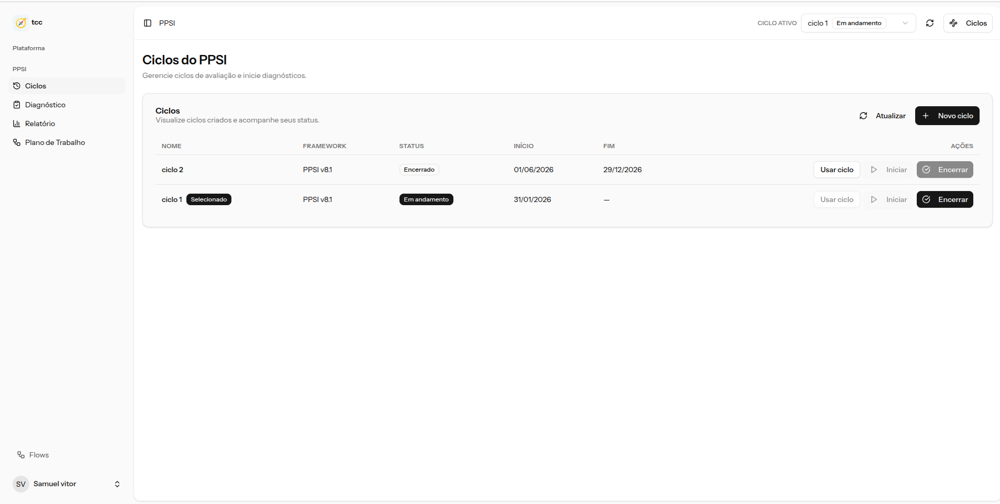 tcc
Plataforma
PPSI
Ciclos
Diagnóstico
Relatório
Plano de Trabalho
Flows
SV Samuel vitor
PPSI
CICLO ATIVO ciclo 1 Em andamento Ciclos
Ciclos do PPSI
Gerencie ciclos de avaliação e inicie diagnósticos.
Ciclos
Visualize ciclos criados e acompanhe seus status.
Atualizar Novo ciclo
NOME FRAMEWORK STATUS INÍCIO FIM AÇÕES
ciclo 2 PPSI v8.1 Encerrado 01/06/2026 29/12/2026 Usar ciclo Iniciar Encerrar
ciclo 1 Selecionado PPSI v8.1 Em andamento 31/01/2026 — Usar ciclo Iniciar Encerrar